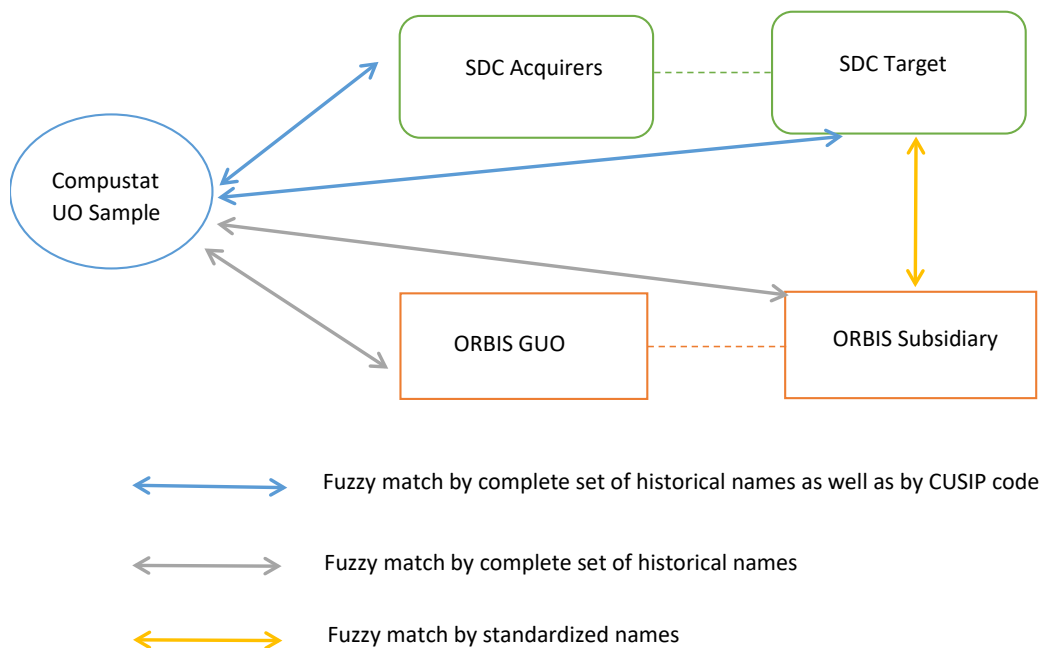 SDC Acquirers
SDC Target
Compustat
UO Sample
ORBIS GUO
ORBIS Subsidiary
Fuzzy match by complete set of historical names as well as by CUSIP code
Fuzzy match by complete set of historical names
Fuzzy match by standardized names